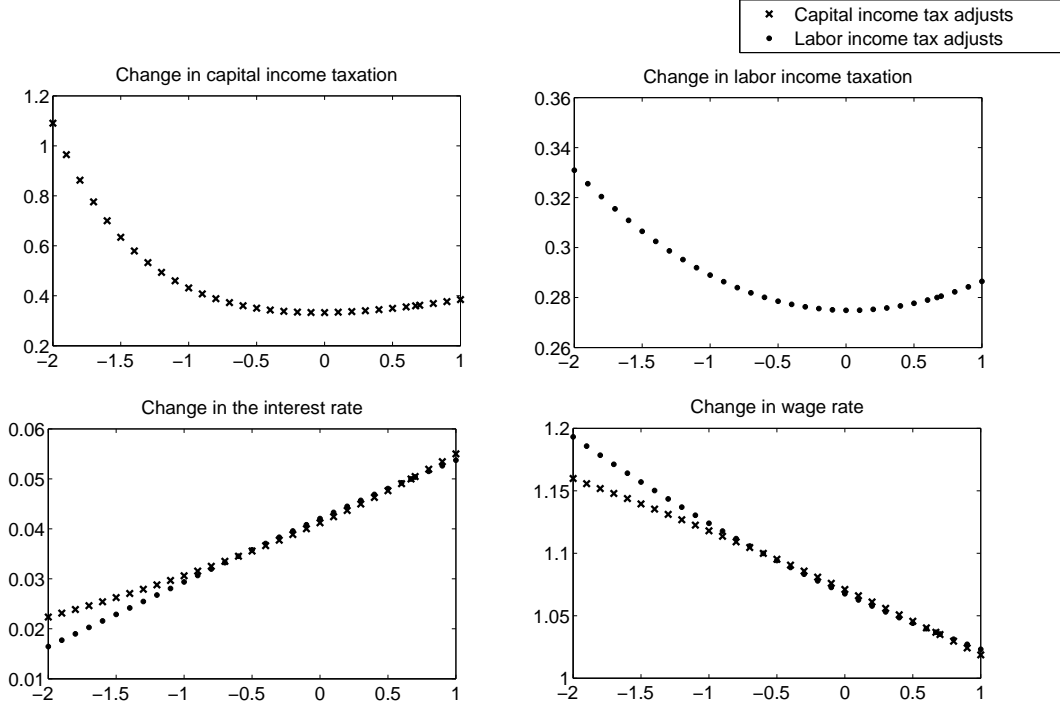 Capital income tax adjusts
Labor income tax adjusts
Change in capital income taxation
1.2
1
0.8
0.6
0.4
0.2
−2 −1.5 −1 −0.5 0 0.5 1
Change in labor income taxation
0.36
0.34
0.32
0.3
0.28
0.26
−2 −1.5 −1 −0.5 0 0.5 1
Change in the interest rate
0.06
0.05
0.04
0.03
0.02
0.01
−2 −1.5 −1 −0.5 0 0.5 1
Change in wage rate
1.2
1.15
1.1
1.05
1
−2 −1.5 −1 −0.5 0 0.5 1